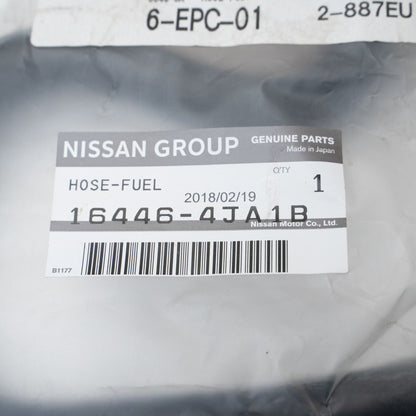 6-EPC-01 2-887EU
NISSAN GROUP GENUINE PARTS
Made in Japan
HOSE-FUEL Q'TY 1
2018/02/19
16446-4JA1B
Nissan Motor Co., Ltd.
B1177